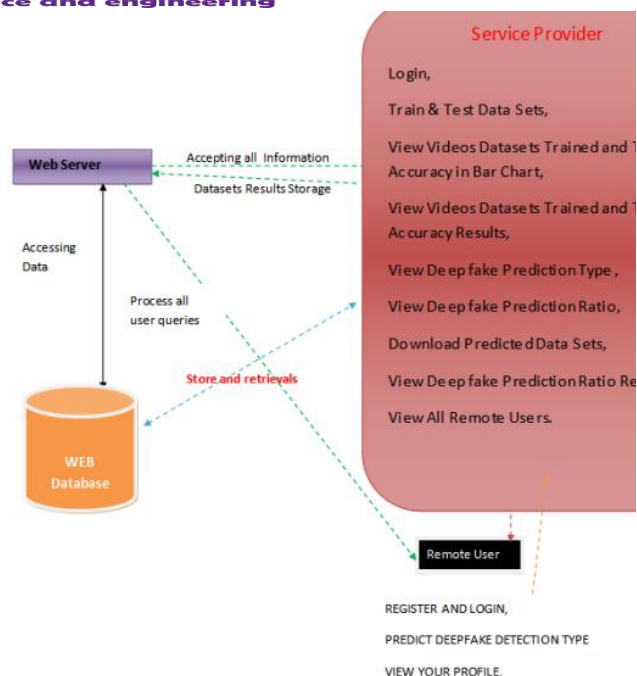 ce and engineering
Service Provider
Login,
Train & Test Data Sets,
View Videos Datasets Trained and
Accuracy in Bar Chart,
View Videos Datasets Trained and
Accuracy Results,
View Deepfake Prediction Type ,
View Deepfake Prediction Ratio,
Download Predicted Data Sets,
View Deepfake Prediction Ratio Re
View All Remote Users.
Web Server
Accepting all Information
Datasets Results Storage
Accessing
Data
Process all
user queries
Store and retrievals
WEB
Database
Remote User
REGISTER AND LOGIN,
PREDICT DEEPFAKE DETECTION TYPE
VIEW YOUR PROFILE.